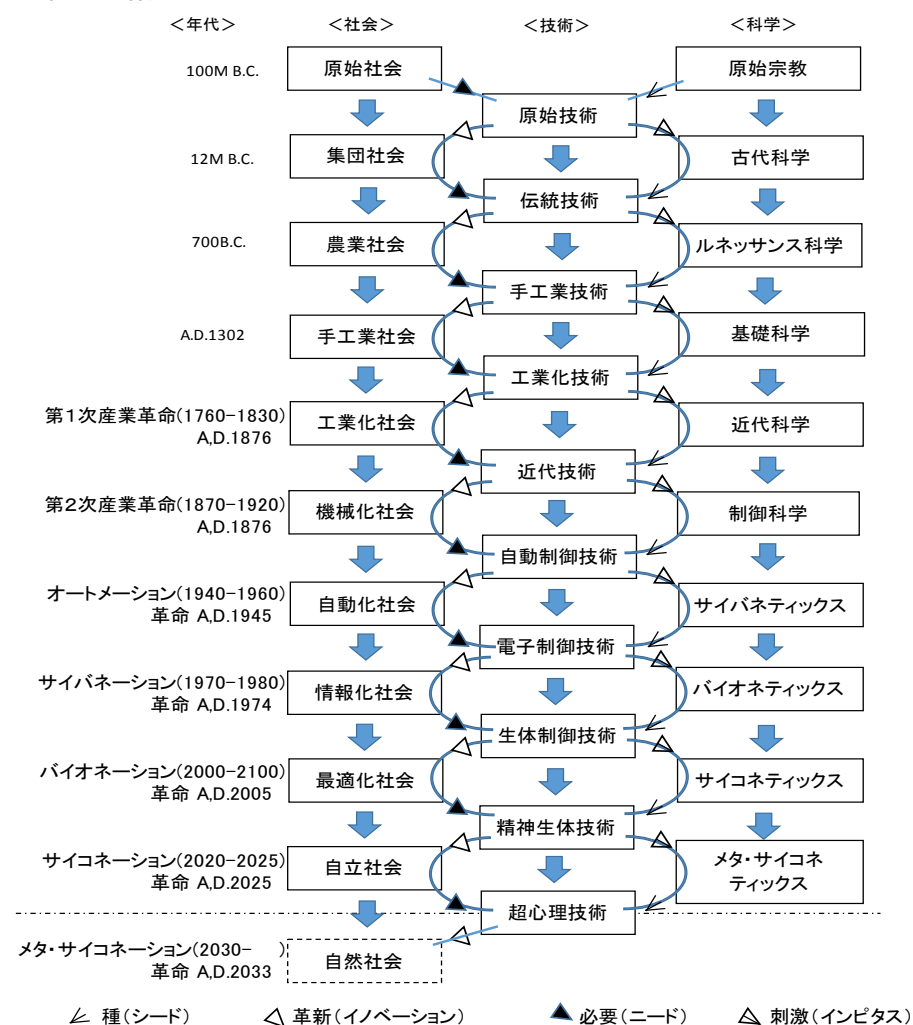 ＜年代＞ ＜社会＞ ＜技術＞ ＜科学＞
100M B.C. 原始社会 原始宗教
原始技術
12M B.C. 集団社会 古代科学
伝統技術
700B.C. 農業社会 ルネッサンス科学
手工業技術
A.D.1302 手工業社会 基礎科学
工業化技術
第１次産業革命(1760-1830)
A,D.1876 工業化社会 近代科学
近代技術
第２次産業革命(1870-1920)
A,D.1876 機械化社会 制御科学
自動制御技術
オートメーション(1940-1960)
革命 A,D.1945 自動化社会 サイバネティックス
電子制御技術
サイバネーション(1970-1980)
革命 A,D.1974 情報化社会 バイオネティックス
生体制御技術
バイオネーション(2000-2100)
革命 A,D.2005 最適化社会 サイコネティックス
精神生体技術
サイコネーション(2020-2025)
革命 A,D.2025 自立社会 メタ・サイコネ
ティックス
超心理技術
メタ・サイコネーション(2030-　)
革命 A,D.2033 自然社会
種(シード) 革新(イノベーション) 必要(ニード) 刺激(インピタス)